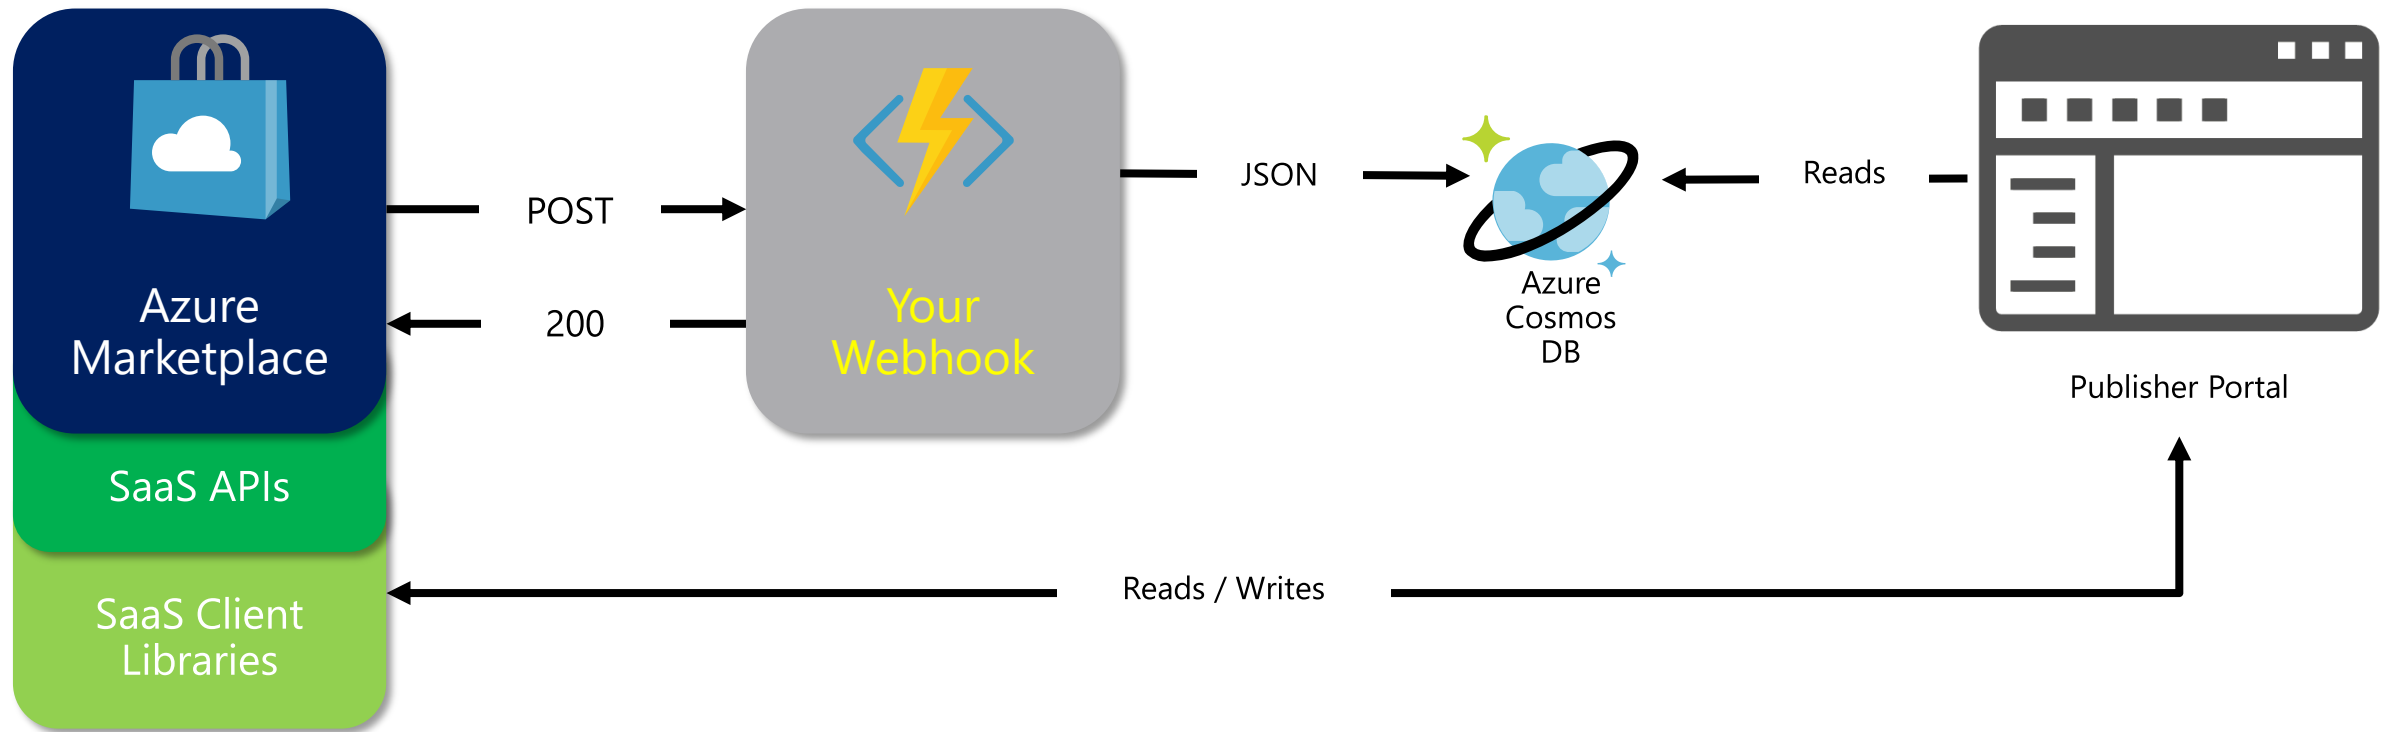 Azure
Marketplace
SaaS APIs
SaaS Client
Libraries
POST
200
Your
Webhook
JSON
Azure
Cosmos
DB
Reads
Publisher Portal
Reads / Writes